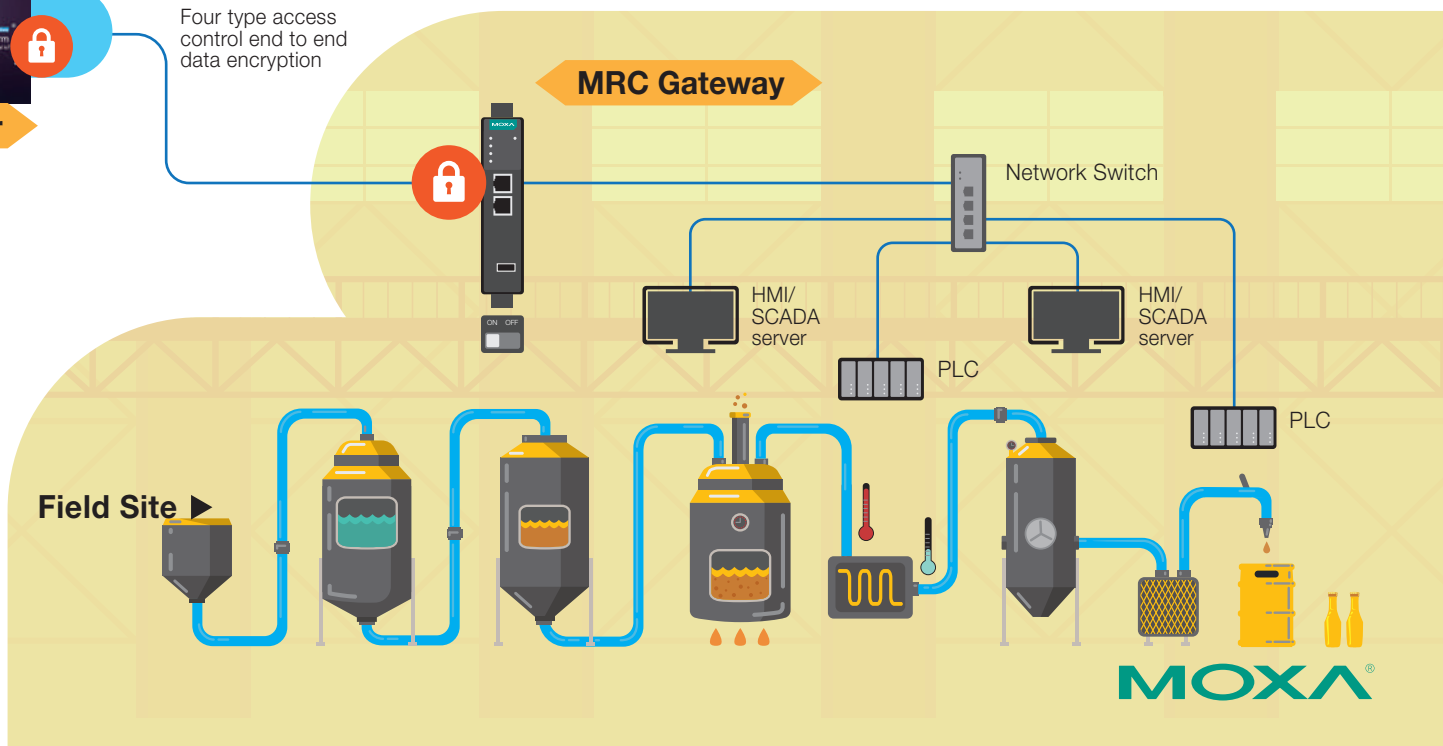 Four type access
control end to end
data encryption
MRC Gateway
MOXA
Network Switch
HMI/
SCADA
server
HMI/
SCADA
server
ON OFF
PLC
PLC
Field Site
MOXA®